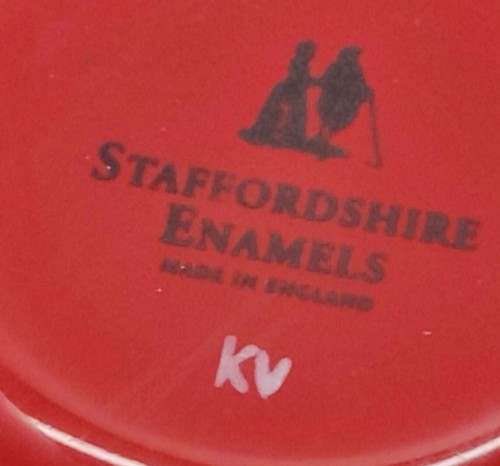 STAFFORDSHIRE
ENAMELS
MADE IN ENGLAND
KV